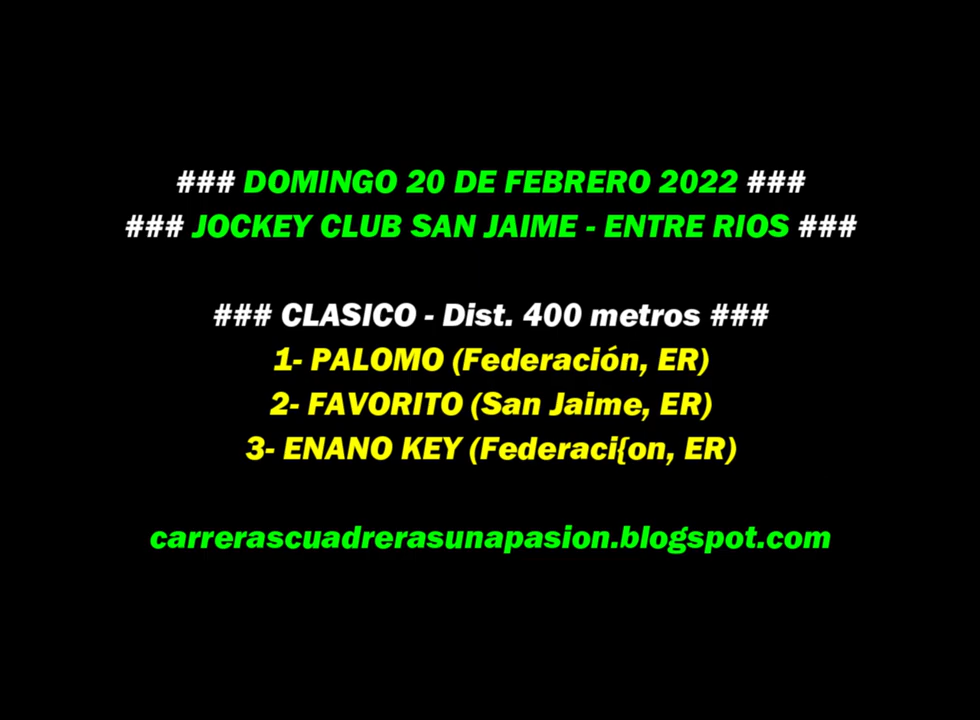 ### DOMINGO 20 DE FEBRERO 2022 ###
### JOCKEY CLUB SAN JAIME - ENTRE RIOS ###
### CLASICO - Dist. 400 metros ###
1- PALOMO (Federación, ER)
2- FAVORITO (San Jaime, ER)
3- ENANO KEY (Federaci{on, ER)
carrerascuadrerasunapasion.blogspot.com